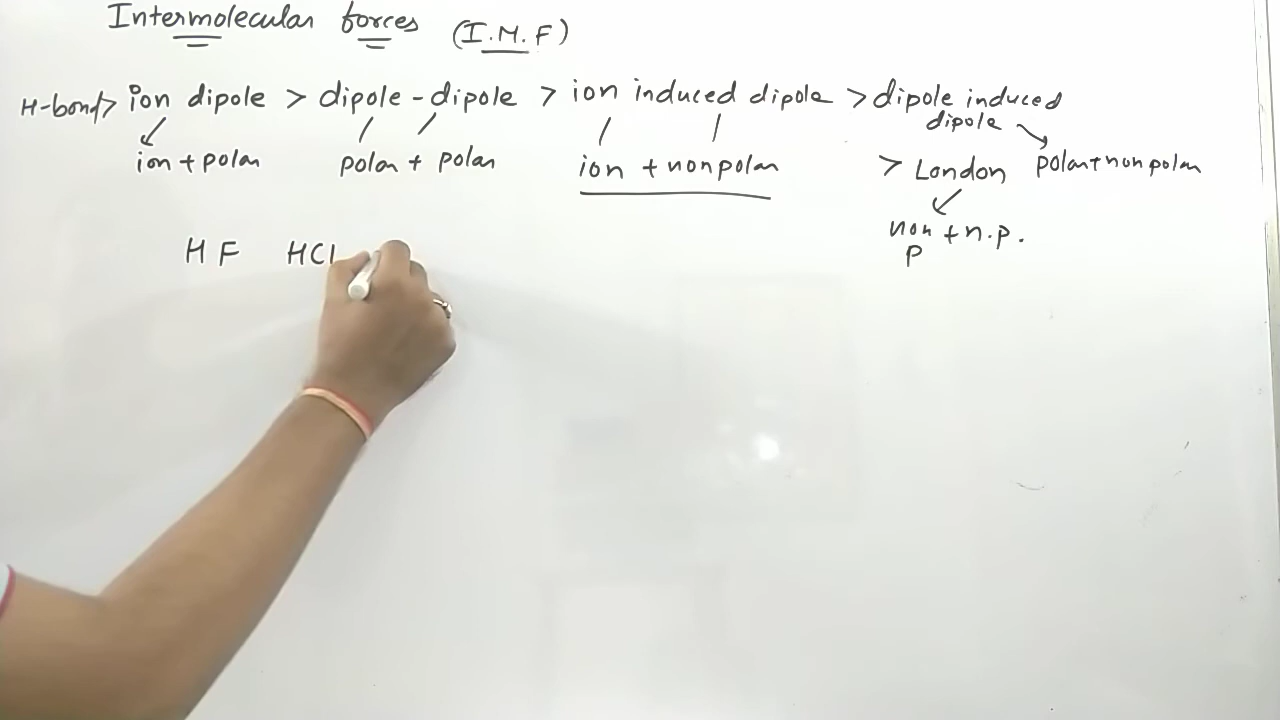 Intermolecular forces (I.M.F)
H-bond> ion dipole > dipole - dipole > ion induced dipole > dipole induced
dipole
ion + polar polar + polar ion + nonpolar > London polar+nonpolar
non + n.p.
p
HF HCl